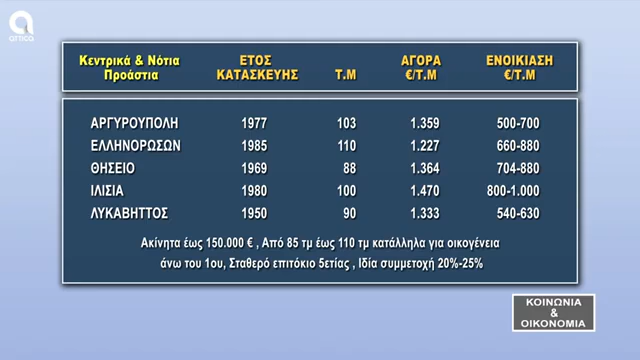 attica
Κεντρικά & Νότια Προάστια ΕΤΟΣ ΚΑΤΑΣΚΕΥΗΣ Τ.Μ ΑΓΟΡΑ €/Τ.Μ ΕΝΟΙΚΙΑΣΗ €/Τ.Μ
ΑΡΓΥΡΟΥΠΟΛΗ 1977 103 1.359 500-700
ΕΛΛΗΝΟΡΩΣΩΝ 1985 110 1.227 660-880
ΘΗΣΕΙΟ 1969 88 1.364 704-880
ΙΛΙΣΙΑ 1980 100 1.470 800-1.000
ΛΥΚΑΒΗΤΤΟΣ 1950 90 1.333 540-630
Ακίνητα έως 150.000 € , Από 85 τμ έως 110 τμ κατάλληλα για οικογένεια
άνω του 1ου, Σταθερό επιτόκιο 5ετίας , Ιδία συμμετοχή 20%-25%
ΚΟΙΝΩΝΙΑ
&
ΟΙΚΟΝΟΜΙΑ